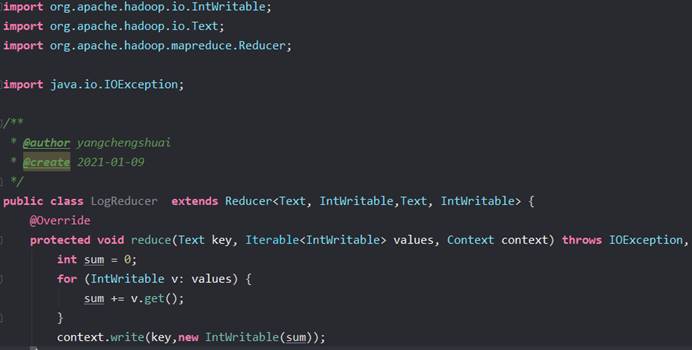 import org.apache.hadoop.io.IntWritable;
import org.apache.hadoop.io.Text;
import org.apache.hadoop.mapreduce.Reducer;
import java.io.IOException;
/**
 * @author yangchengshuai
 * @create 2021-01-09
 */
public class LogReducer  extends Reducer<Text, IntWritable,Text, IntWritable> {
    @Override
    protected void reduce(Text key, Iterable<IntWritable> values, Context context) throws IOException,
        int sum = 0;
        for (IntWritable v: values) {
            sum += v.get();
        }
        context.write(key,new IntWritable(sum));